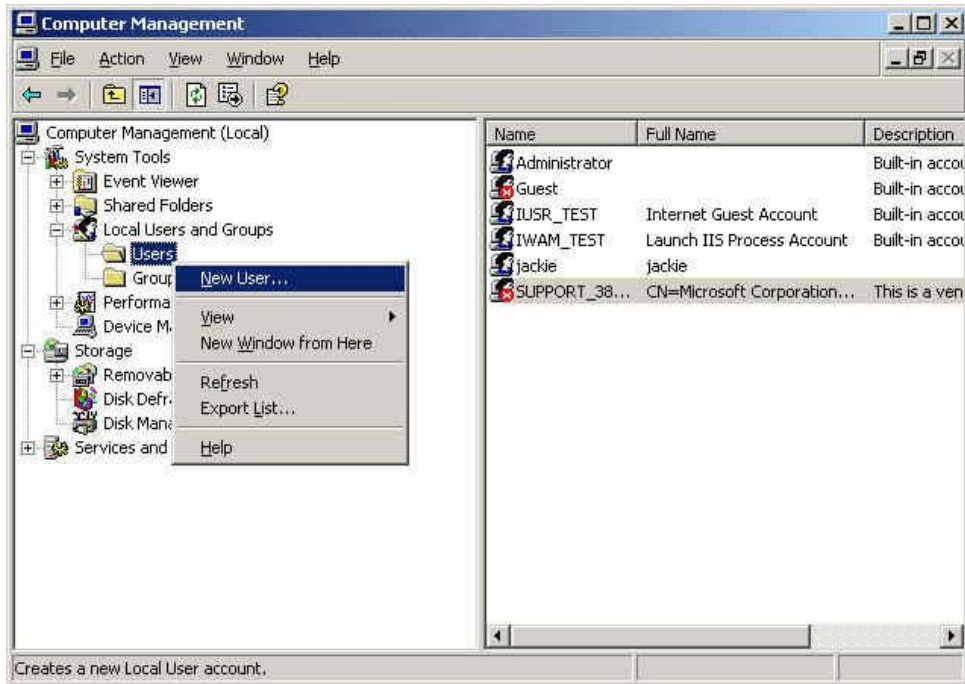 Computer Management
File Action View Window Help
Computer Management (Local)
System Tools
Event Viewer
Shared Folders
Local Users and Groups
Users
Group
Performa
Device M
Storage
Removab
Disk Defr
Disk Mana
Services and
New User...
View
New Window from Here
Refresh
Export List...
Help
Name Full Name Description
Administrator Built-in accou
Guest Built-in accou
IUSR_TEST Internet Guest Account Built-in accou
IWAM_TEST Launch IIS Process Account Built-in accou
jackie jackie
SUPPORT_38... CN=Microsoft Corporation... This is a ven
Creates a new Local User account.